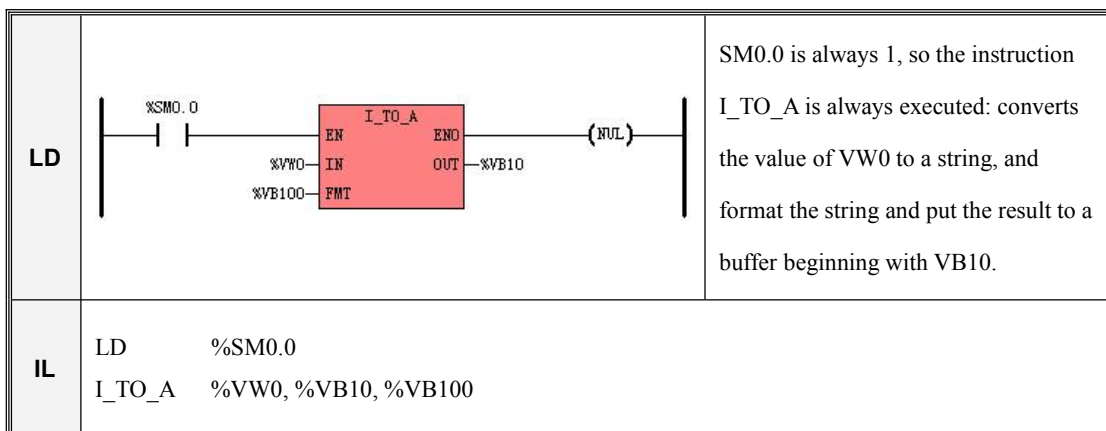 LD
%SM0.0
I_TO_A
EN
ENO
(NUL)
%VW0
IN
OUT
%VB10
%VB100
FMT
SM0.0 is always 1, so the instruction
I_TO_A is always executed: converts
the value of VW0 to a string, and
format the string and put the result to a
buffer beginning with VB10.
IL
LD %SM0.0
I_TO_A %VW0, %VB10, %VB100